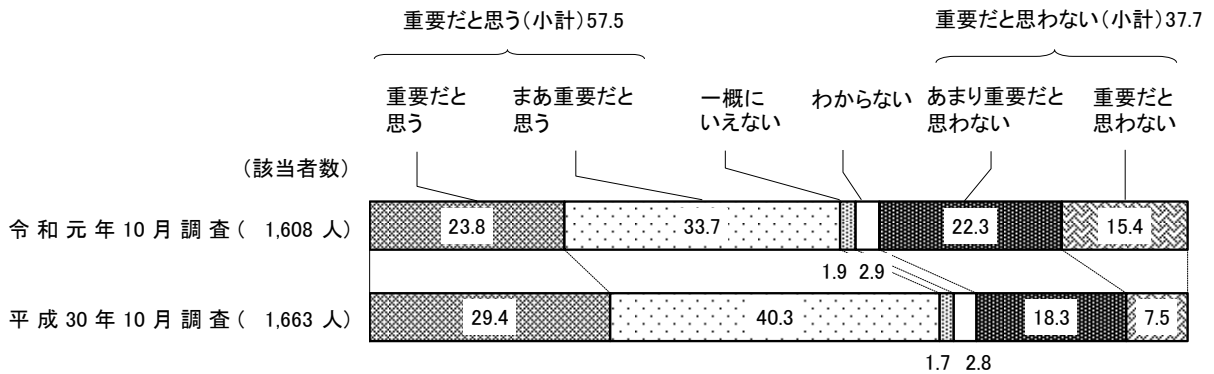 重要だと思う（小計）57.5
重要だと思わない（小計）37.7
重要だと
思う
まあ重要だと
思う
一概に
いえない
わからない
あまり重要だと
思わない
重要だと
思わない
（該当者数）
令和元年10月調査（ 1,608 人）
23.8
33.7
22.3
15.4
1.9
2.9
平成30年10月調査（ 1,663 人）
29.4
40.3
18.3
7.5
1.7
2.8